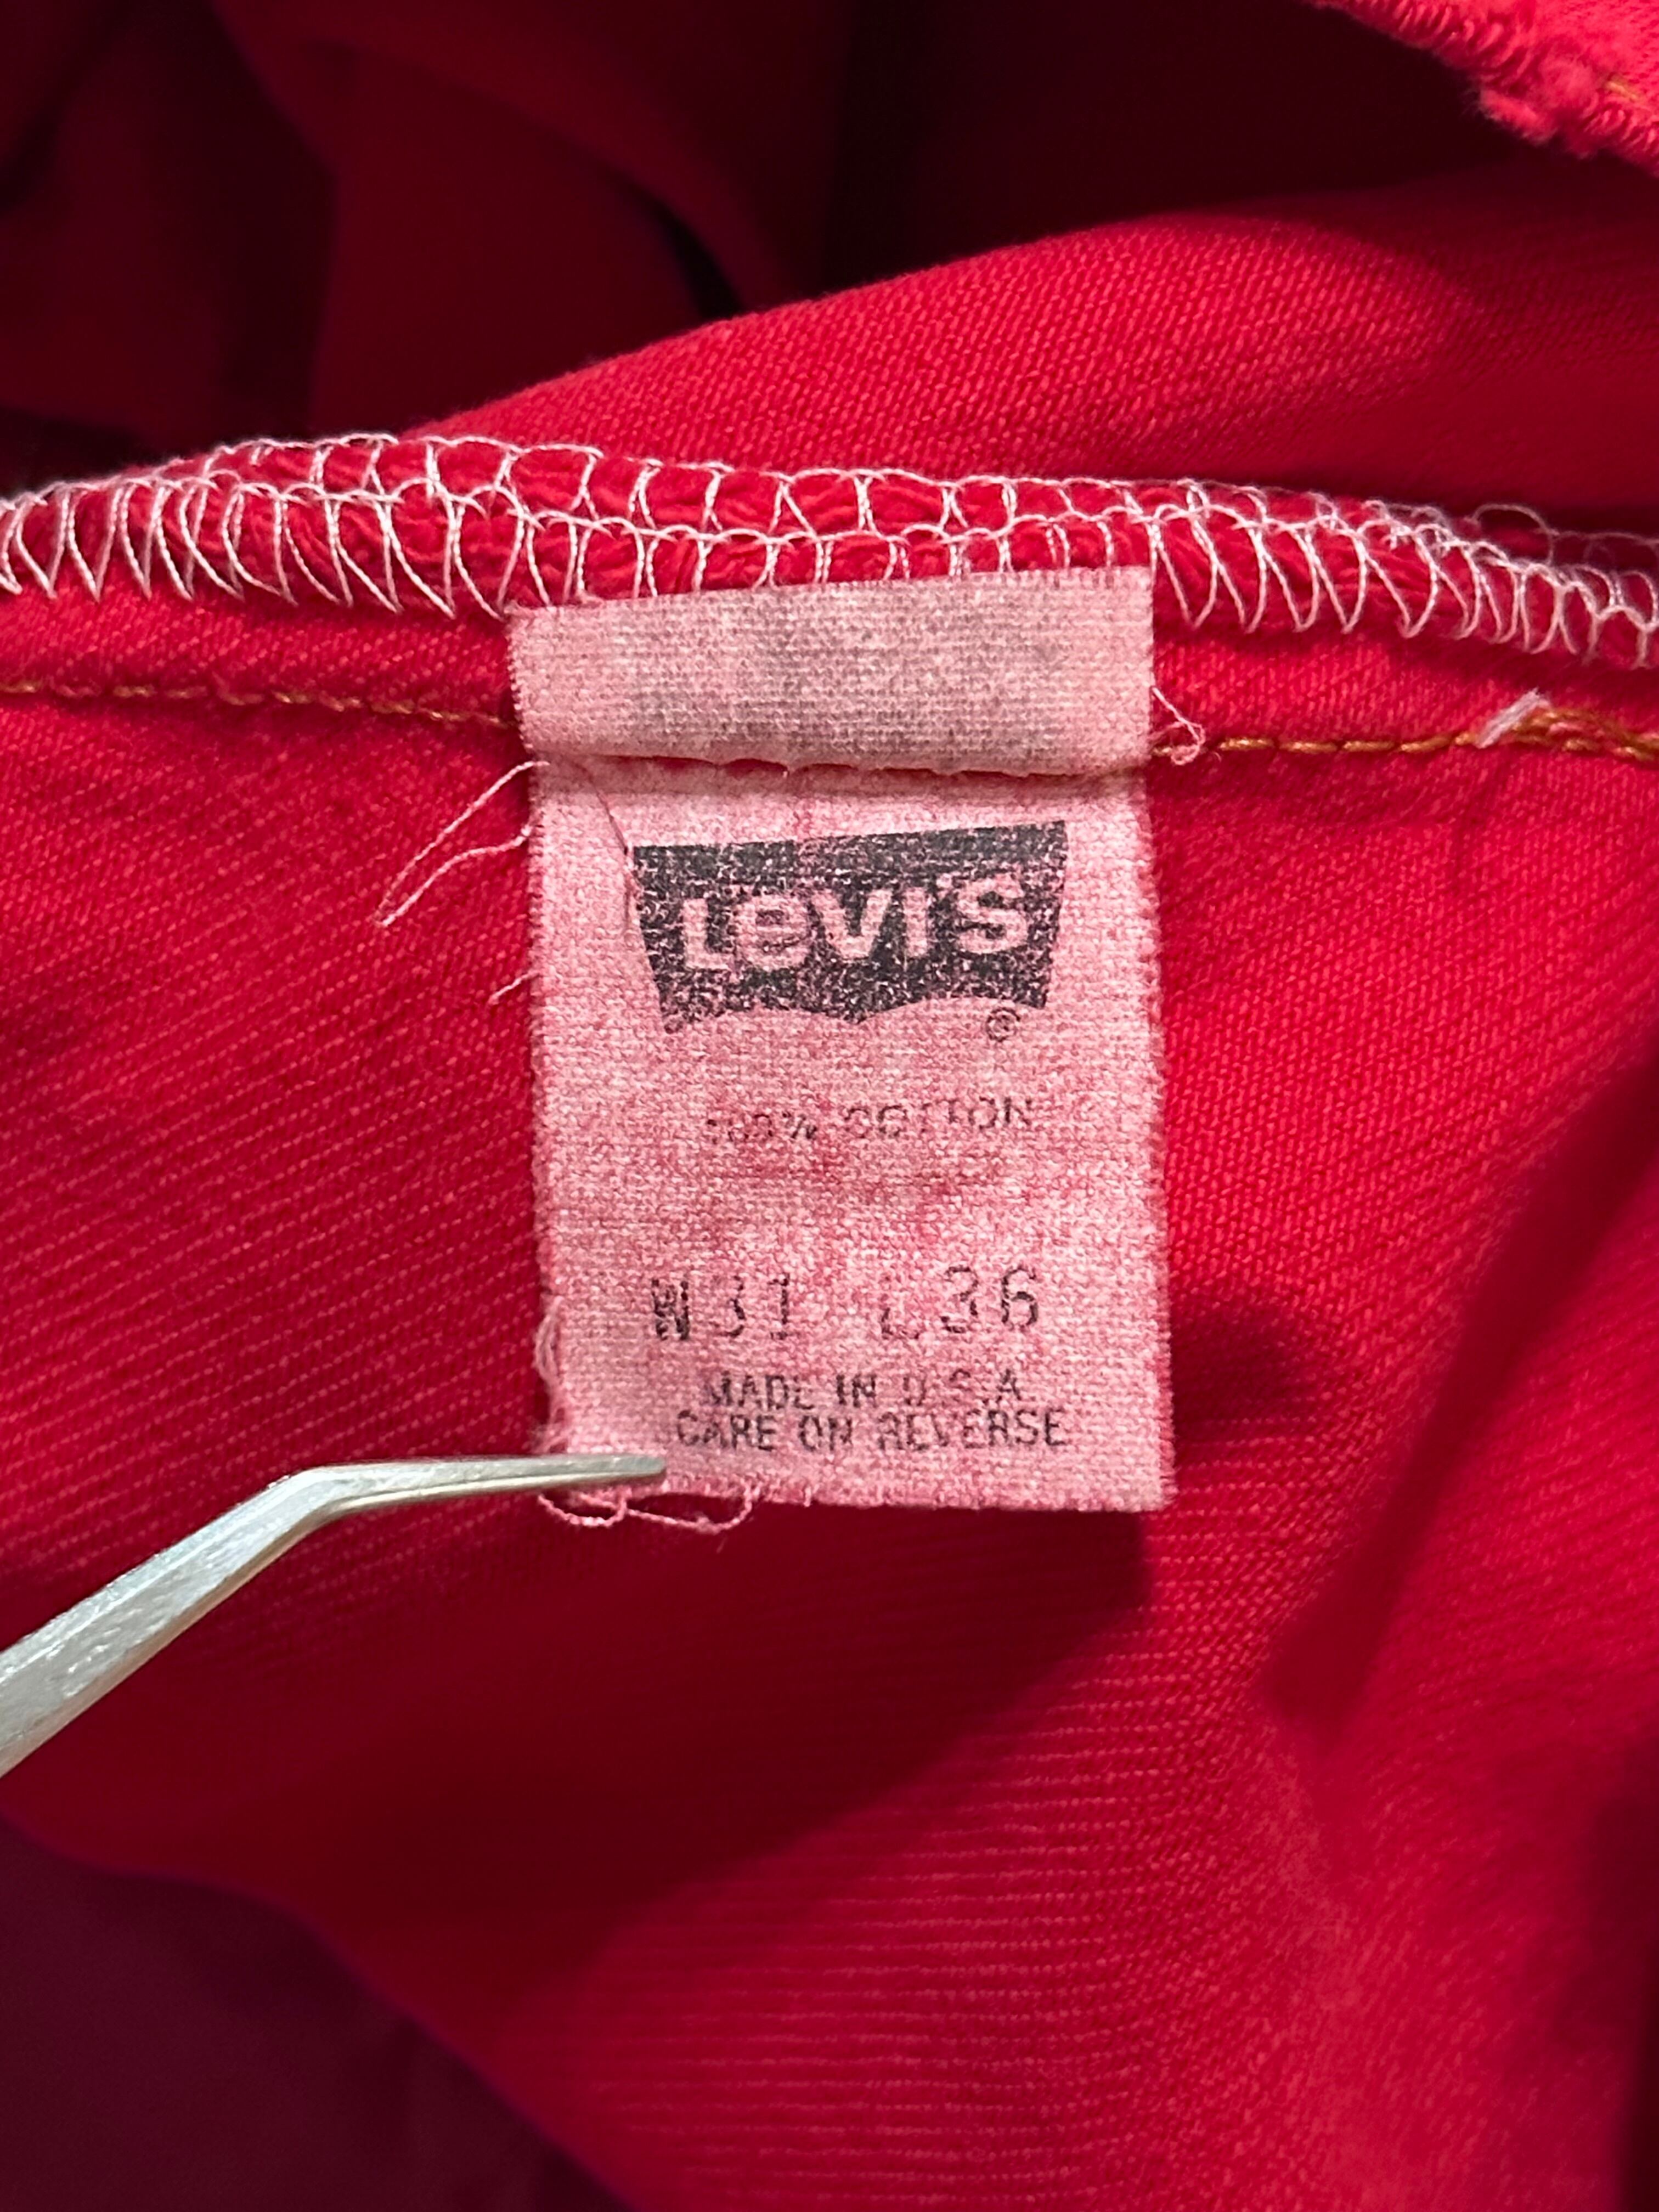 LEVI'S
®
100% COTTON
W31 L36
MADE IN U.S.A.
CARE ON REVERSE